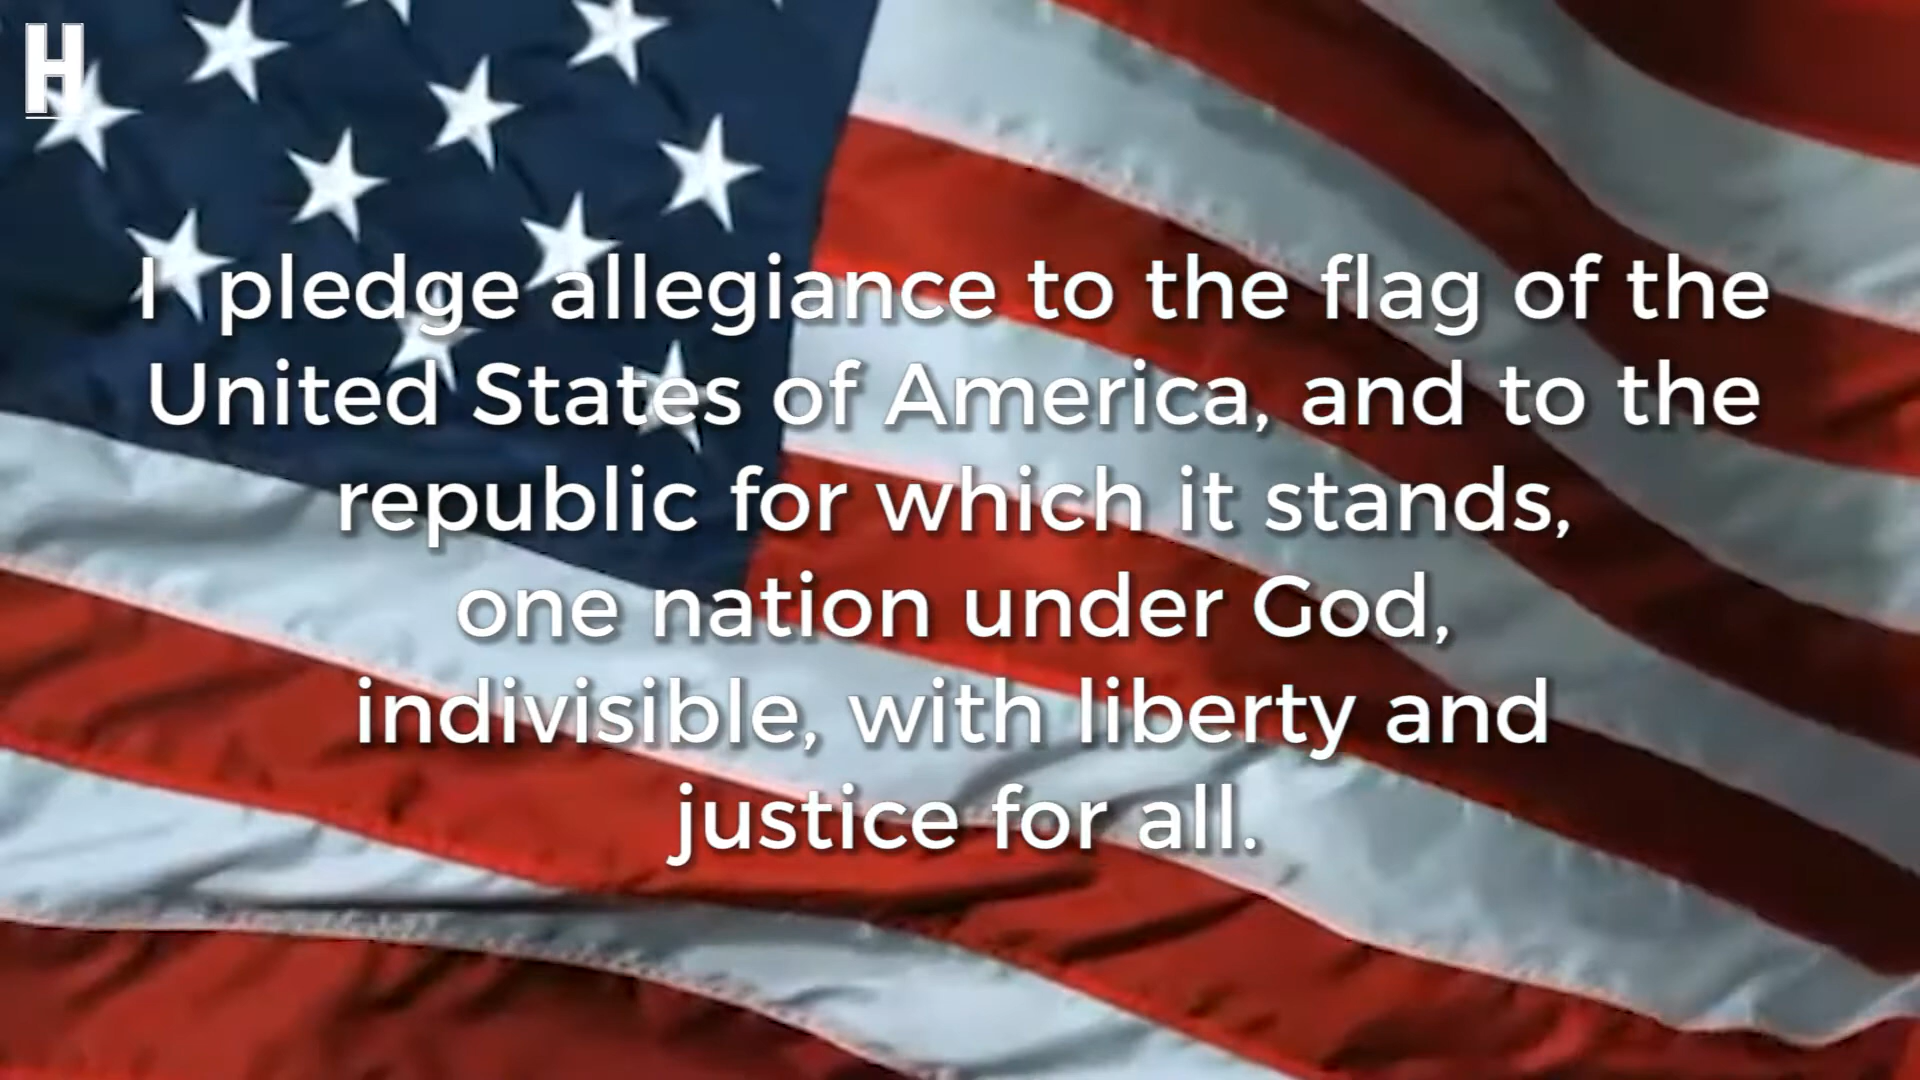 H
I pledge allegiance to the flag of the
United States of America, and to the
republic for which it stands,
one nation under God,
indivisible, with liberty and
justice for all.